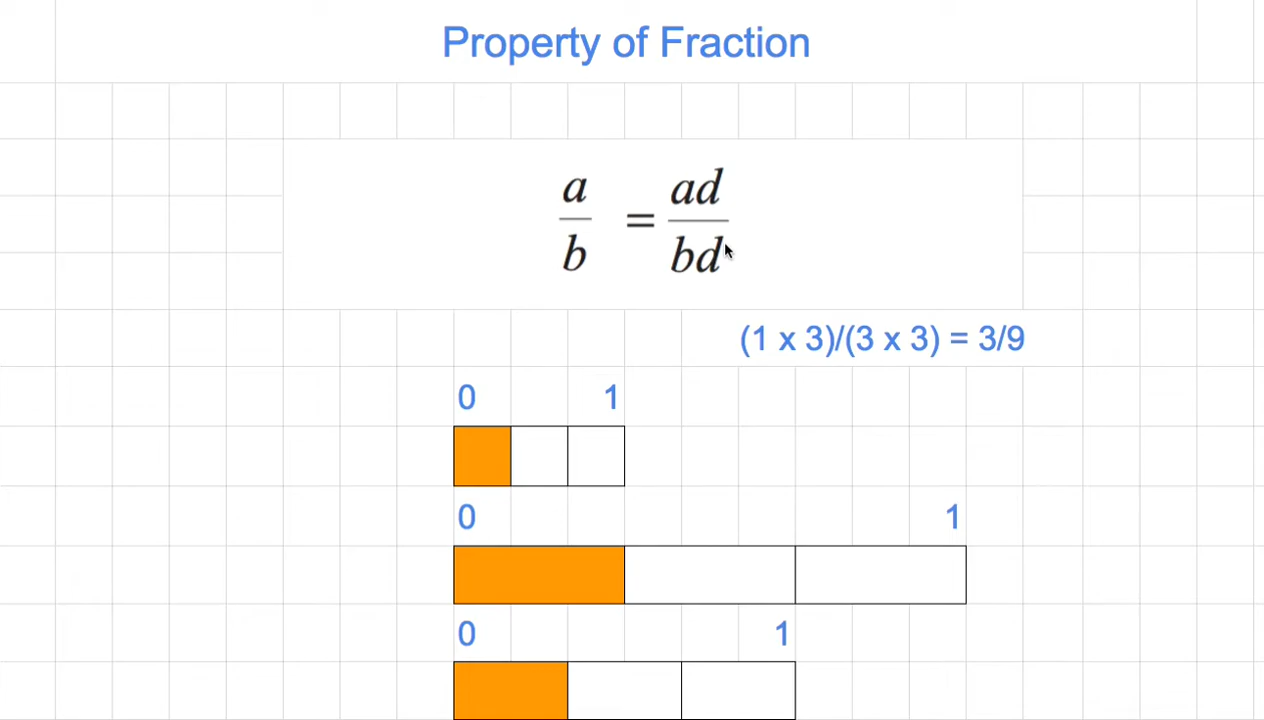 Property of Fraction
a/b = ad/bd
(1 x 3)/(3 x 3) = 3/9
0 1
0 1
0 1